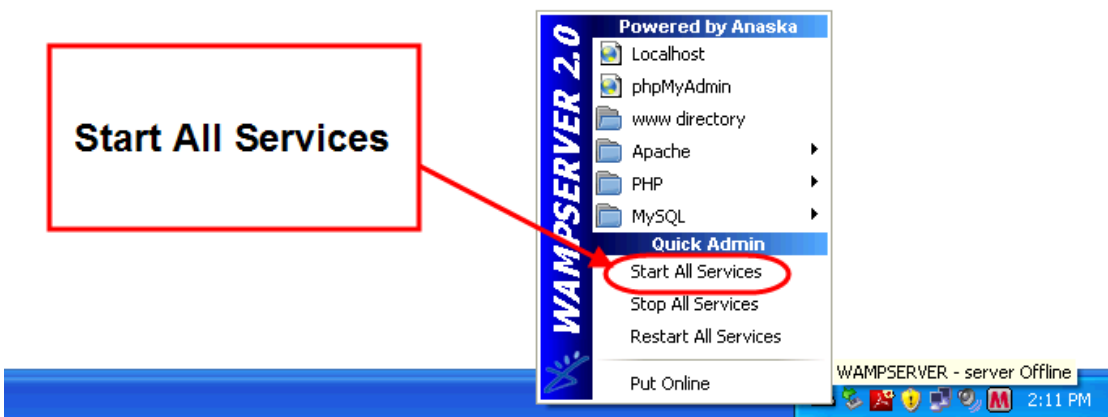 Start All Services
WAMPSERVER 2.0
Powered by Anaska
Localhost
phpMyAdmin
www directory
Apache
PHP
MySQL
Quick Admin
Start All Services
Stop All Services
Restart All Services
Put Online
WAMPSERVER - server Offline
2:11 PM